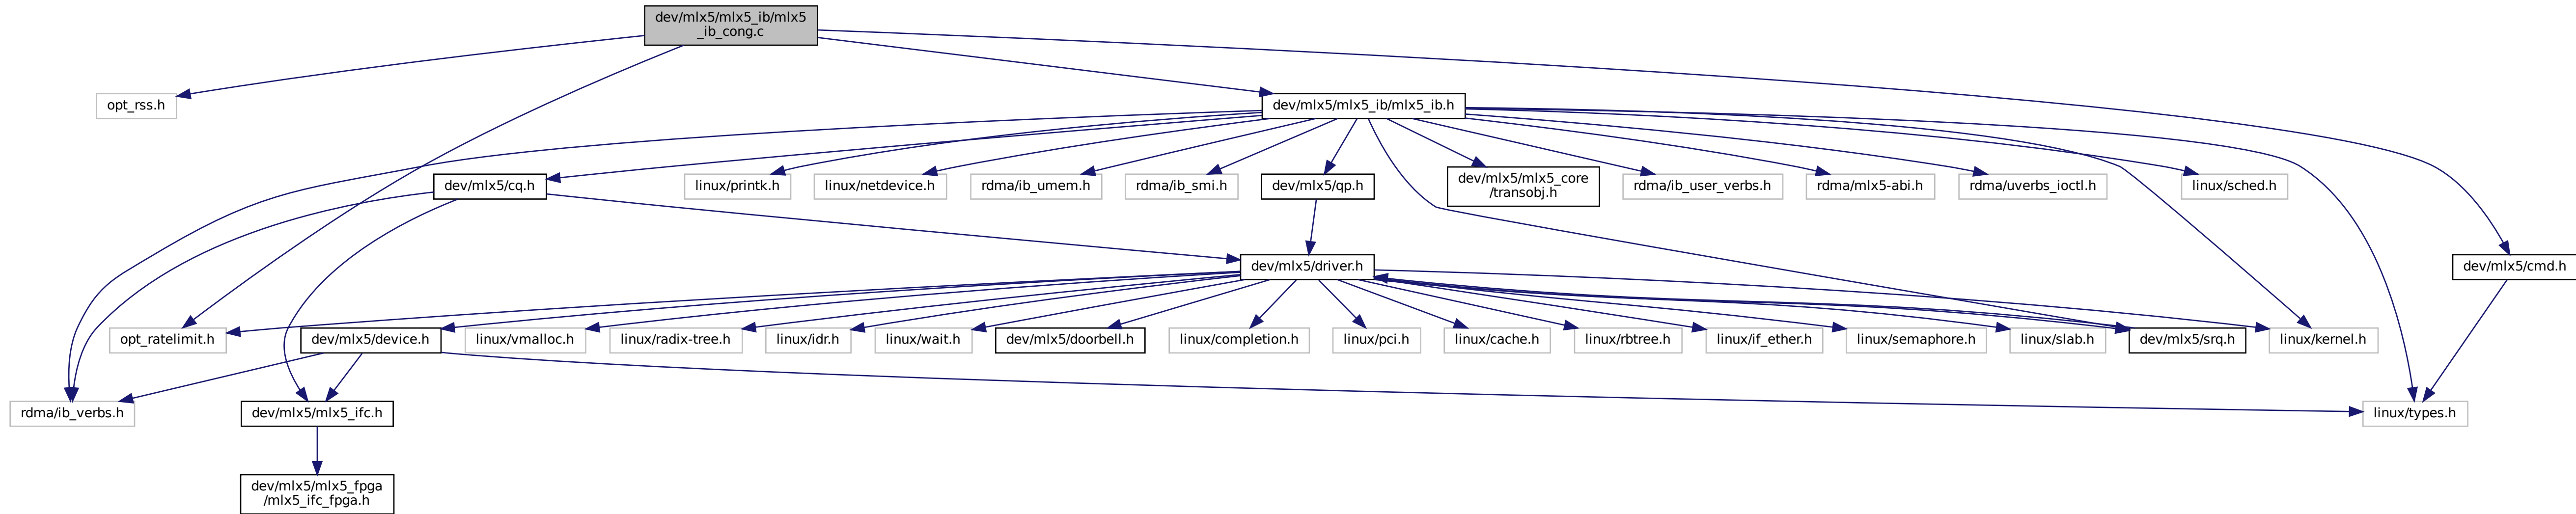 dev/mlx5/mlx5_ib/mlx5
_ib_cong.c
opt_rss.h
dev/mlx5/mlx5_ib/mlx5_ib.h
dev/mlx5/cq.h
linux/printk.h
linux/netdevice.h
rdma/ib_umem.h
rdma/ib_smi.h
dev/mlx5/qp.h
dev/mlx5/mlx5_core
/transobj.h
rdma/ib_user_verbs.h
rdma/mlx5-abi.h
rdma/uverbs_ioctl.h
linux/sched.h
dev/mlx5/driver.h
dev/mlx5/cmd.h
opt_ratelimit.h
dev/mlx5/device.h
linux/vmalloc.h
linux/radix-tree.h
linux/idr.h
linux/wait.h
dev/mlx5/doorbell.h
linux/completion.h
linux/pci.h
linux/cache.h
linux/rbtree.h
linux/if_ether.h
linux/semaphore.h
linux/slab.h
dev/mlx5/srq.h
linux/kernel.h
rdma/ib_verbs.h
dev/mlx5/mlx5_ifc.h
linux/types.h
dev/mlx5/mlx5_fpga
/mlx5_ifc_fpga.h